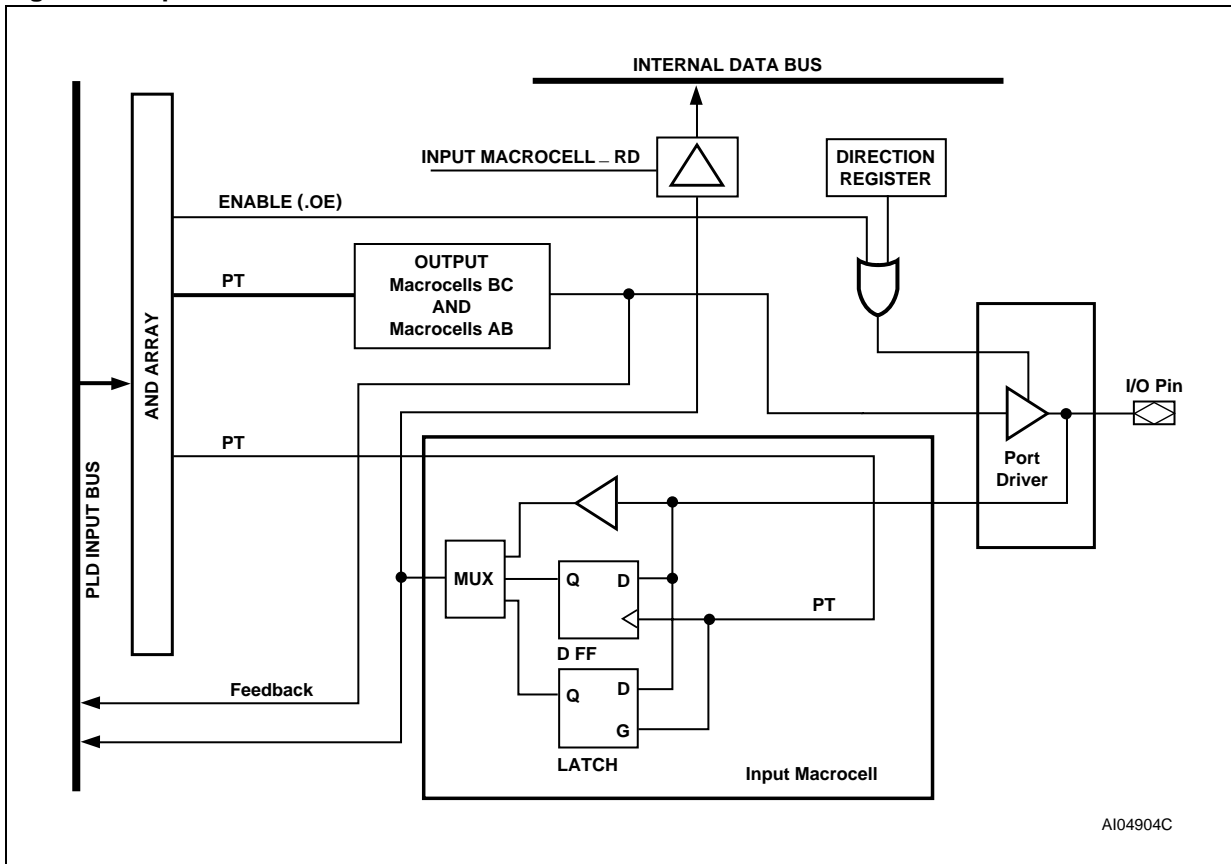 INTERNAL DATA BUS
INPUT MACROCELL _ RD
DIRECTION
REGISTER
ENABLE (.OE)
OUTPUT
Macrocells BC
AND
Macrocells AB
PT
AND ARRAY
PLD INPUT BUS
I/O Pin
Port
Driver
PT
MUX
Q D
PT
D FF
Q D
G
LATCH
Feedback
Input Macrocell
AI04904C